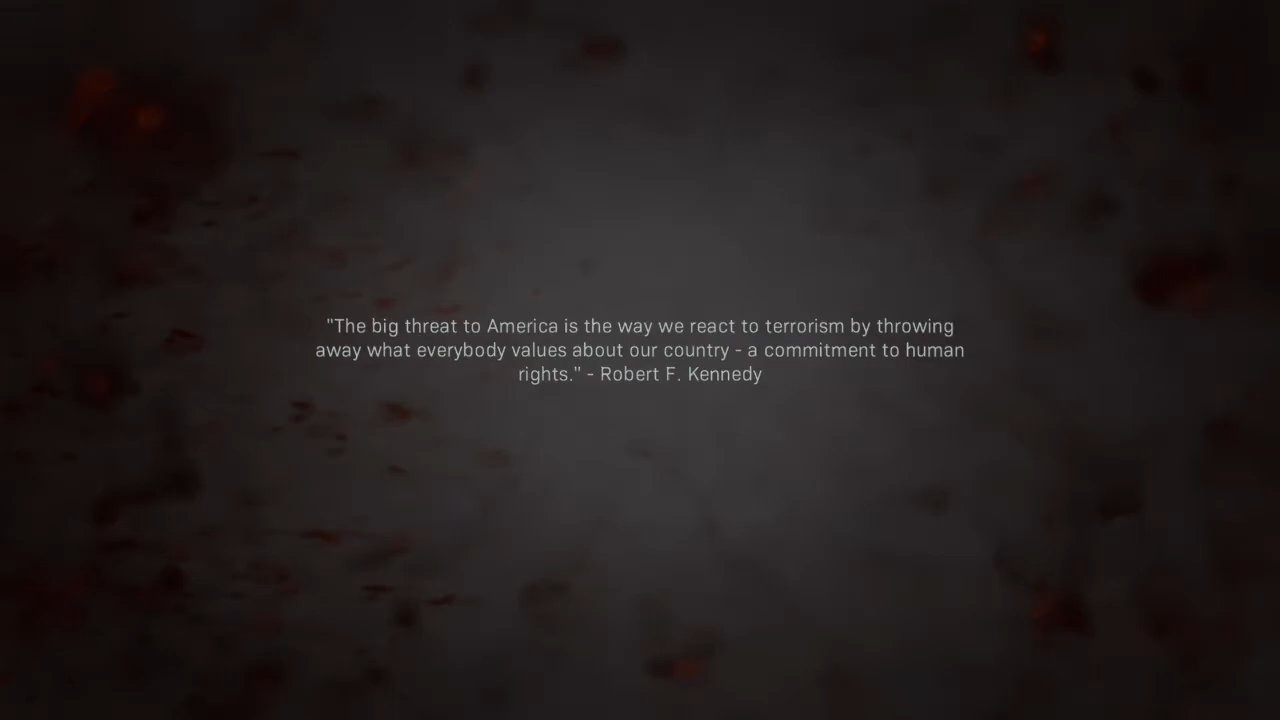 "The big threat to America is the way we react to terrorism by throwing
away what everybody values about our country - a commitment to human
rights." - Robert F. Kennedy